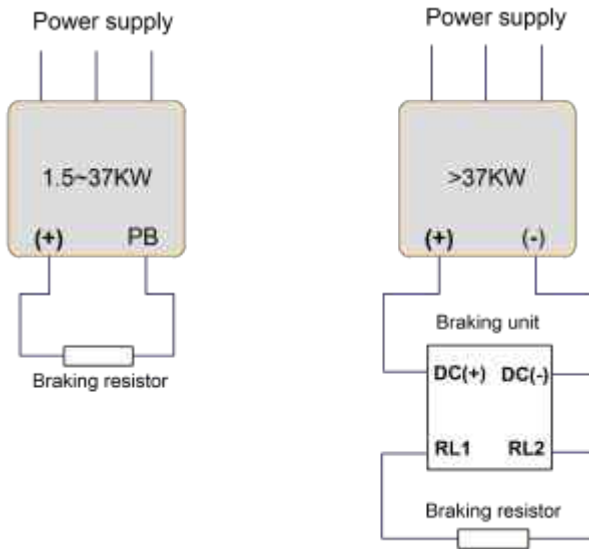 Power supply
1.5~37KW
(+) PB
Braking resistor
Power supply
>37KW
(+) (-)
Braking unit
DC(+) DC(-)
RL1 RL2
Braking resistor